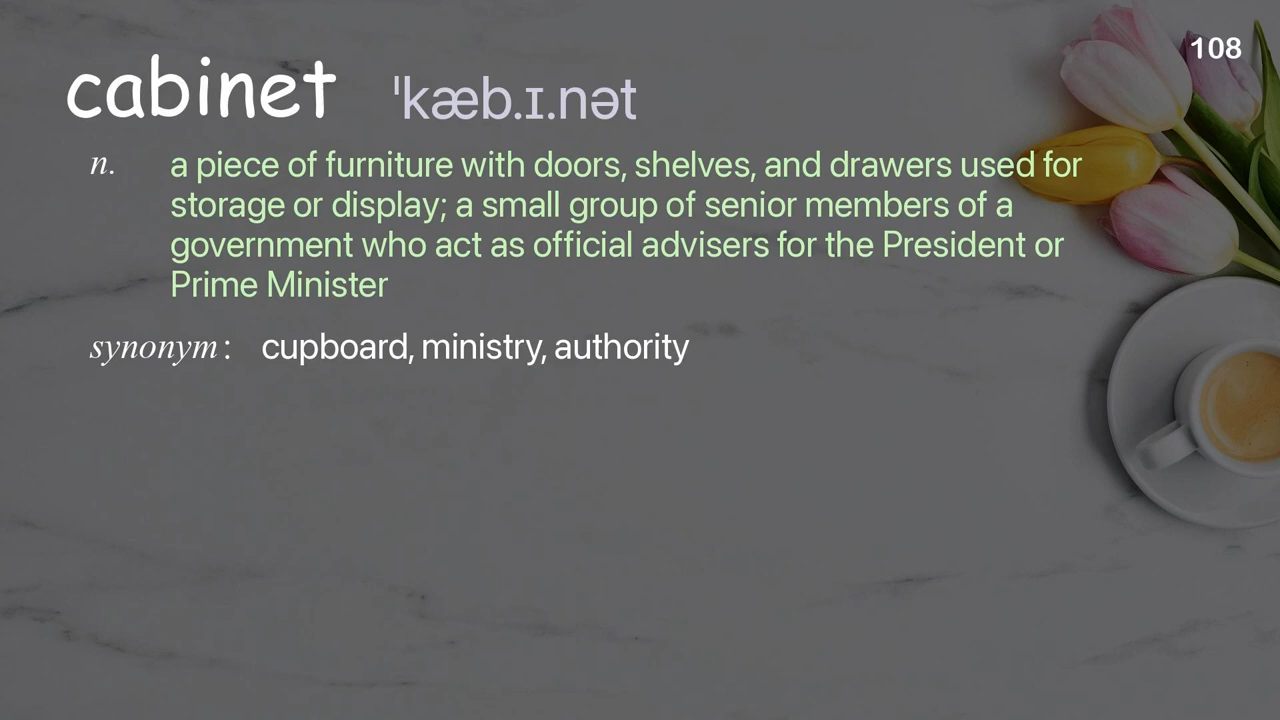 108
cabinet ˈkæb.ɪ.nət
n. a piece of furniture with doors, shelves, and drawers used for
storage or display; a small group of senior members of a
government who act as official advisers for the President or
Prime Minister
synonym: cupboard, ministry, authority